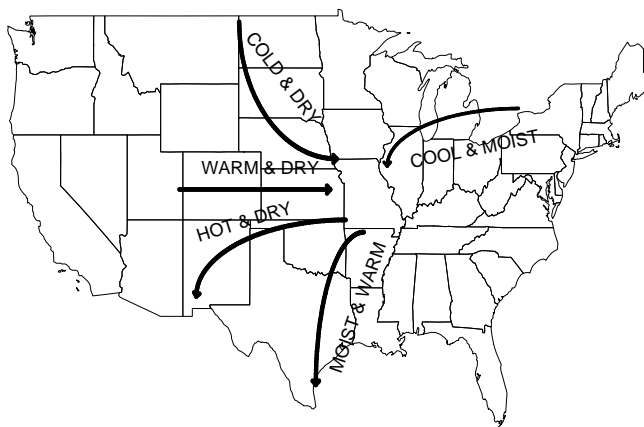 COLD & DRY
COOL & MOIST
WARM & DRY
HOT & DRY
MOIST & WARM